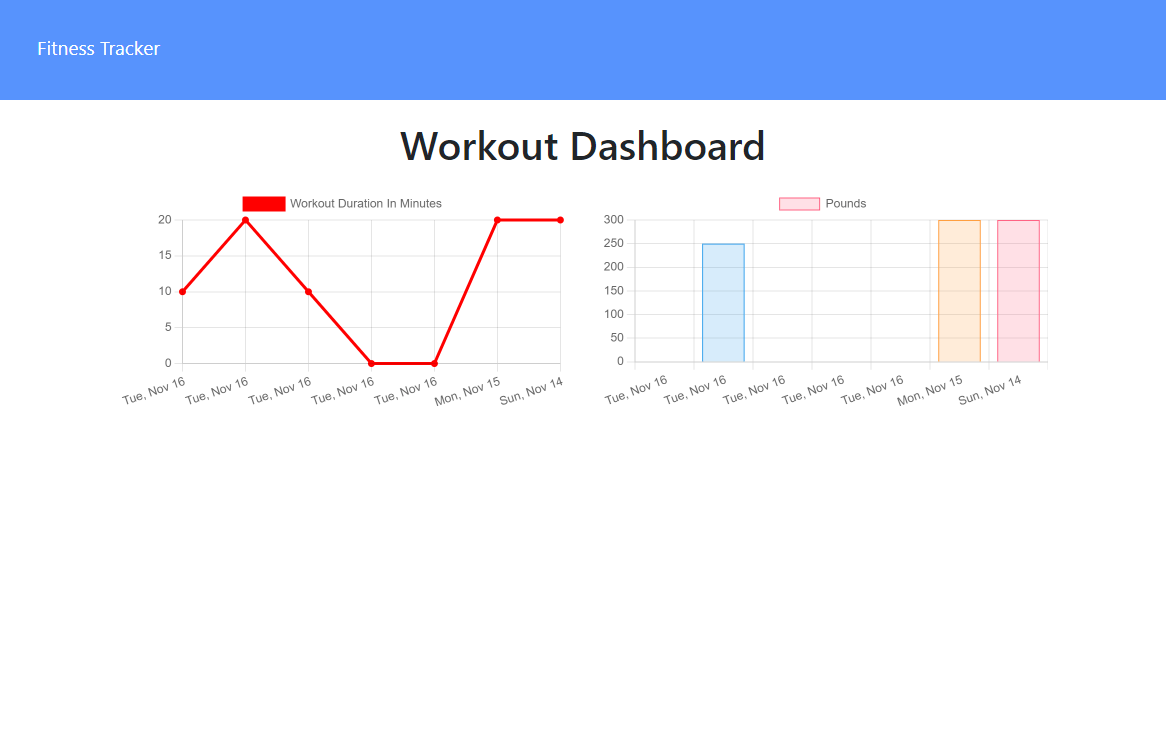 Fitness Tracker
Workout Dashboard
Workout Duration In Minutes
20
15
10
5
0
Tue, Nov 16
Tue, Nov 16
Tue, Nov 16
Tue, Nov 16
Tue, Nov 16
Mon, Nov 15
Sun, Nov 14
Pounds
300
250
200
150
100
50
0
Tue, Nov 16
Tue, Nov 16
Tue, Nov 16
Tue, Nov 16
Tue, Nov 16
Mon, Nov 15
Sun, Nov 14